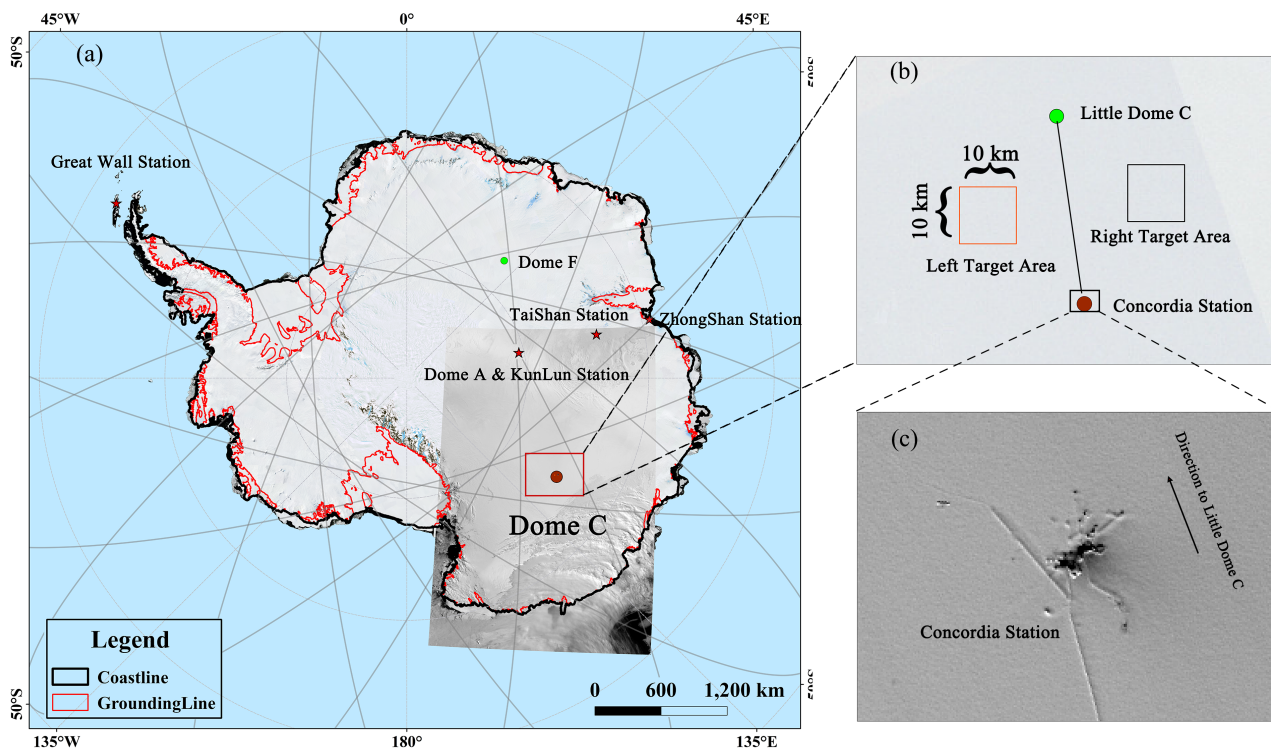 45°W
0°
45°E
50°S
(a)
Great Wall Station
Dome F
TaiShan Station
ZhongShan Station
Dome A & KunLun Station
Dome C
Legend
Coastline
GroundingLine
0 600 1,200 km
50°S
135°W
180°
135°E
(b)
Little Dome C
10 km
10 km
Right Target Area
Left Target Area
Concordia Station
(c)
Direction to Little Dome C
Concordia Station